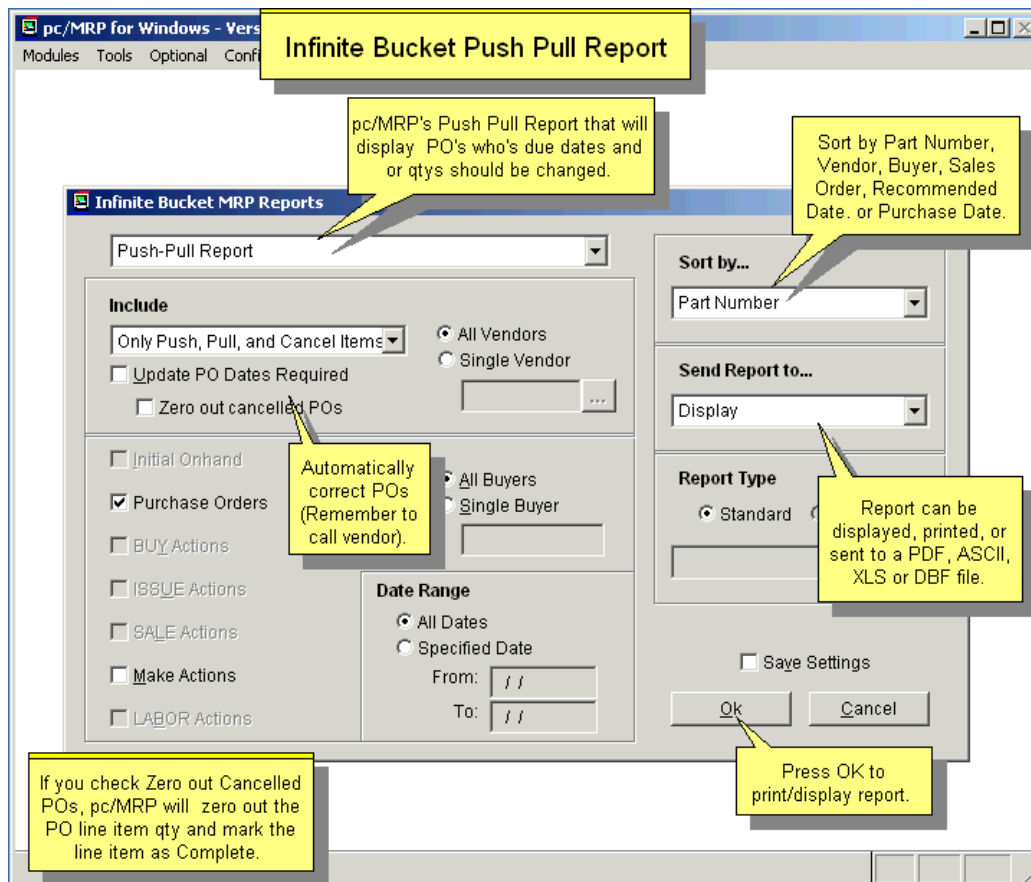 pc/MRP for Windows - Vers
Infinite Bucket Push Pull Report
Modules Tools Optional Confi
pc/MRP's Push Pull Report that will
display PO's who's due dates and
or qtys should be changed.
Sort by Part Number,
Vendor, Buyer, Sales
Order, Recommended
Date. or Purchase Date.
Infinite Bucket MRP Reports
Push-Pull Report
Sort by...
Part Number
Include
Only Push, Pull, and Cancel Items
All Vendors
Single Vendor
...
Update PO Dates Required
Zero out cancelled POs
Send Report to...
Display
Automatically
correct POs
(Remember to
call vendor).
Initial Onhand
Purchase Orders
BUY Actions
ISSUE Actions
SALE Actions
Make Actions
LABOR Actions
All Buyers
Single Buyer
Report Type
Standard
Report can be
displayed, printed, or
sent to a PDF, ASCII,
XLS or DBF file.
Date Range
All Dates
Specified Date
From: / /
To: / /
Save Settings
Ok
Cancel
Press OK to
print/display report.
If you check Zero out Cancelled
POs, pc/MRP will zero out the
PO line item qty and mark the
line item as Complete.